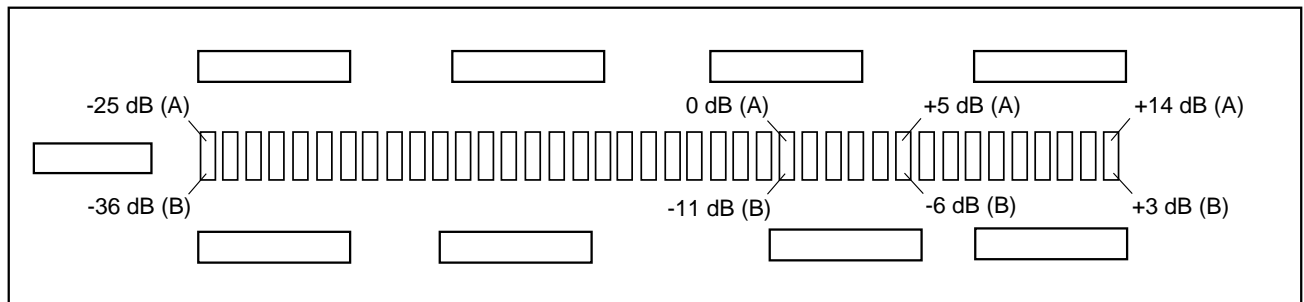 -25 dB (A)
0 dB (A)
+5 dB (A)
+14 dB (A)
-36 dB (B)
-11 dB (B)
-6 dB (B)
+3 dB (B)